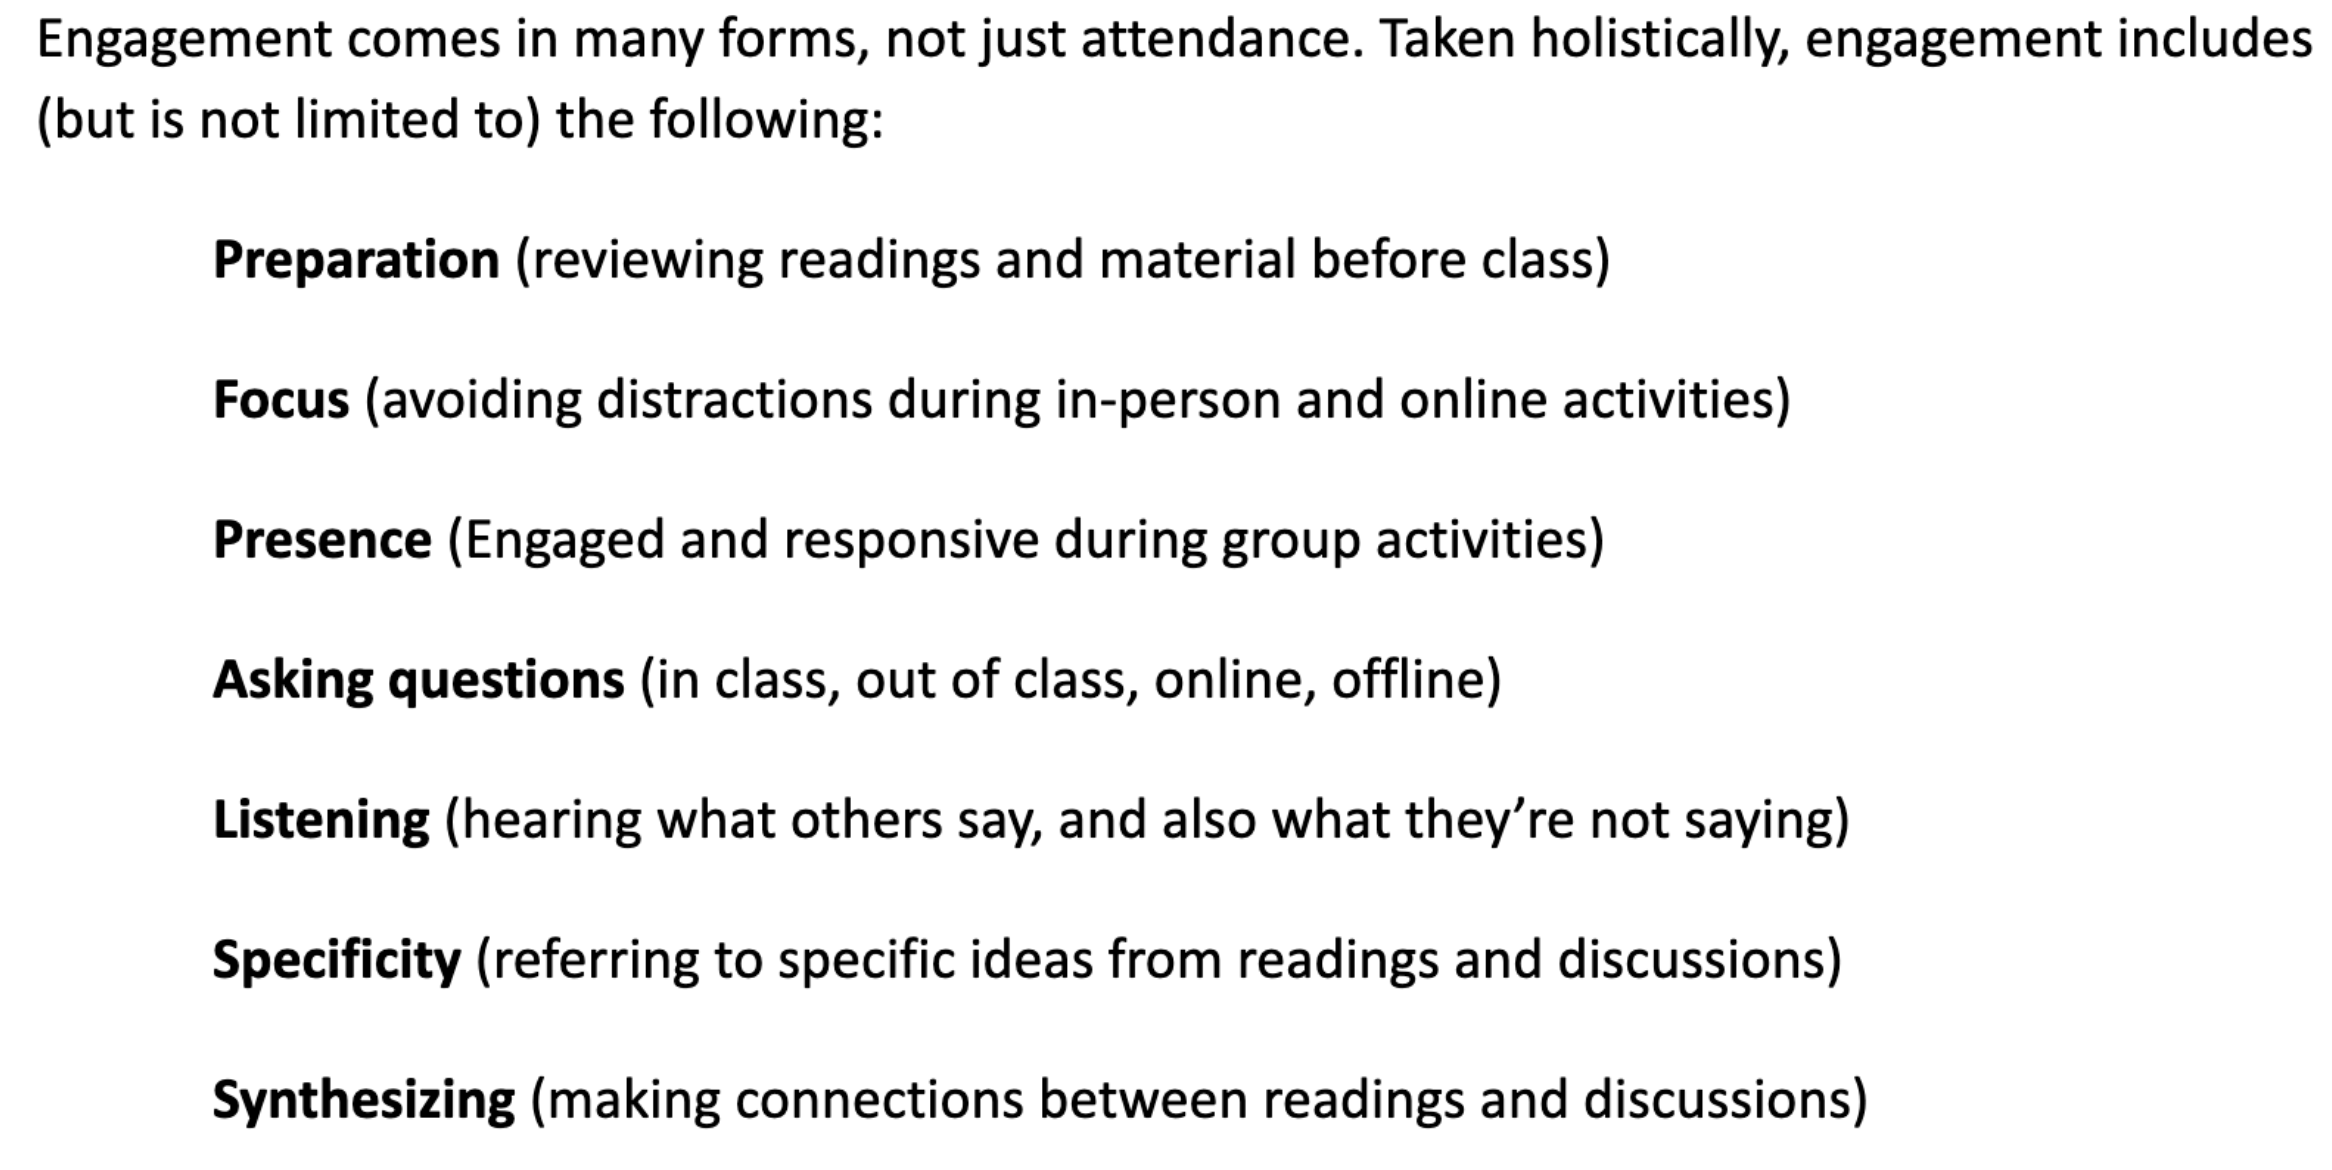 Engagement comes in many forms, not just attendance. Taken holistically, engagement includes
(but is not limited to) the following:
Preparation (reviewing readings and material before class)
Focus (avoiding distractions during in-person and online activities)
Presence (Engaged and responsive during group activities)
Asking questions (in class, out of class, online, offline)
Listening (hearing what others say, and also what they’re not saying)
Specificity (referring to specific ideas from readings and discussions)
Synthesizing (making connections between readings and discussions)